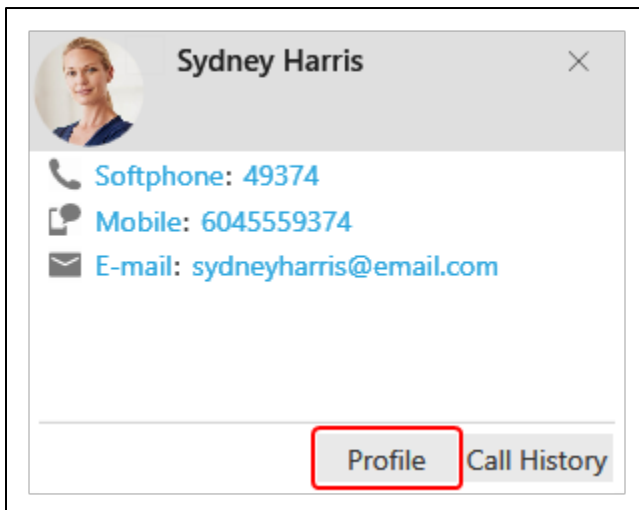 Sydney Harris
Softphone: 49374
Mobile: 6045559374
E-mail: sydneyharris@email.com
Profile Call History